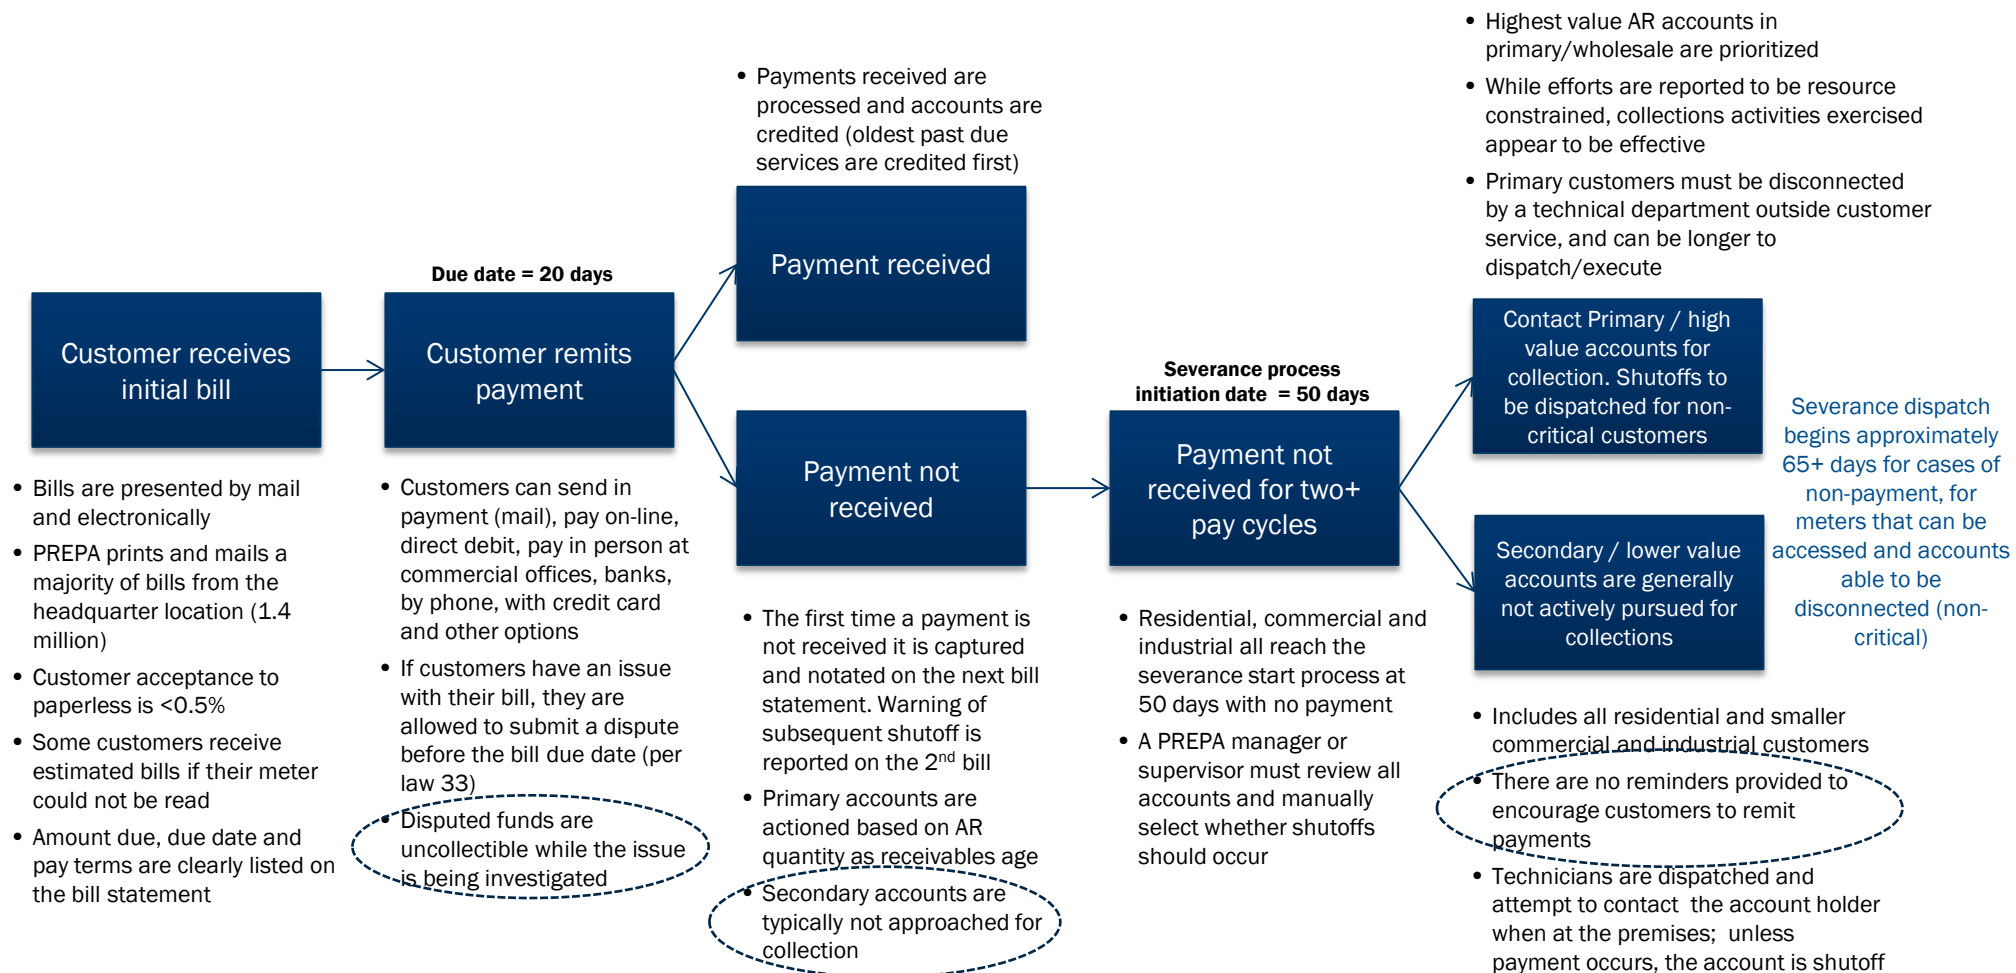 Customer receives
initial bill
• Bills are presented by mail
and electronically
• PREPA prints and mails a
majority of bills from the
headquarter location (1.4
million)
• Customer acceptance to
paperless is <0.5%
• Some customers receive
estimated bills if their meter
could not be read
• Amount due, due date and
pay terms are clearly listed on
the bill statement
Due date = 20 days
Customer remits
payment
• Customers can send in
payment (mail), pay on-line,
direct debit, pay in person at
commercial offices, banks,
by phone, with credit card
and other options
• If customers have an issue
with their bill, they are
allowed to submit a dispute
before the bill due date (per
law 33)
• Disputed funds are
uncollectible while the issue
is being investigated
• Payments received are
processed and accounts are
credited (oldest past due
services are credited first)
Payment received
Payment not
received
• The first time a payment is
not received it is captured
and notated on the next bill
statement. Warning of
subsequent shutoff is
reported on the 2nd bill
• Primary accounts are
actioned based on AR
quantity as receivables age
• Secondary accounts are
typically not approached for
collection
Severance process
initiation date = 50 days
Payment not
received for two+
pay cycles
• Residential, commercial and
industrial all reach the
severance start process at
50 days with no payment
• A PREPA manager or
supervisor must review all
accounts and manually
select whether shutoffs
should occur
• Highest value AR accounts in
primary/wholesale are prioritized
• While efforts are reported to be resource
constrained, collections activities exercised
appear to be effective
• Primary customers must be disconnected
by a technical department outside customer
service, and can be longer to
dispatch/execute
Contact Primary / high
value accounts for
collection. Shutoffs to
be dispatched for non-
critical customers
Secondary / lower value
accounts are generally
not actively pursued for
collections
Severance dispatch
begins approximately
65+ days for cases of
non-payment, for
meters that can be
accessed and accounts
able to be
disconnected (non-
critical)
• Includes all residential and smaller
commercial and industrial customers
• There are no reminders provided to
encourage customers to remit
payments
• Technicians are dispatched and
attempt to contact the account holder
when at the premises; unless
payment occurs, the account is shutoff